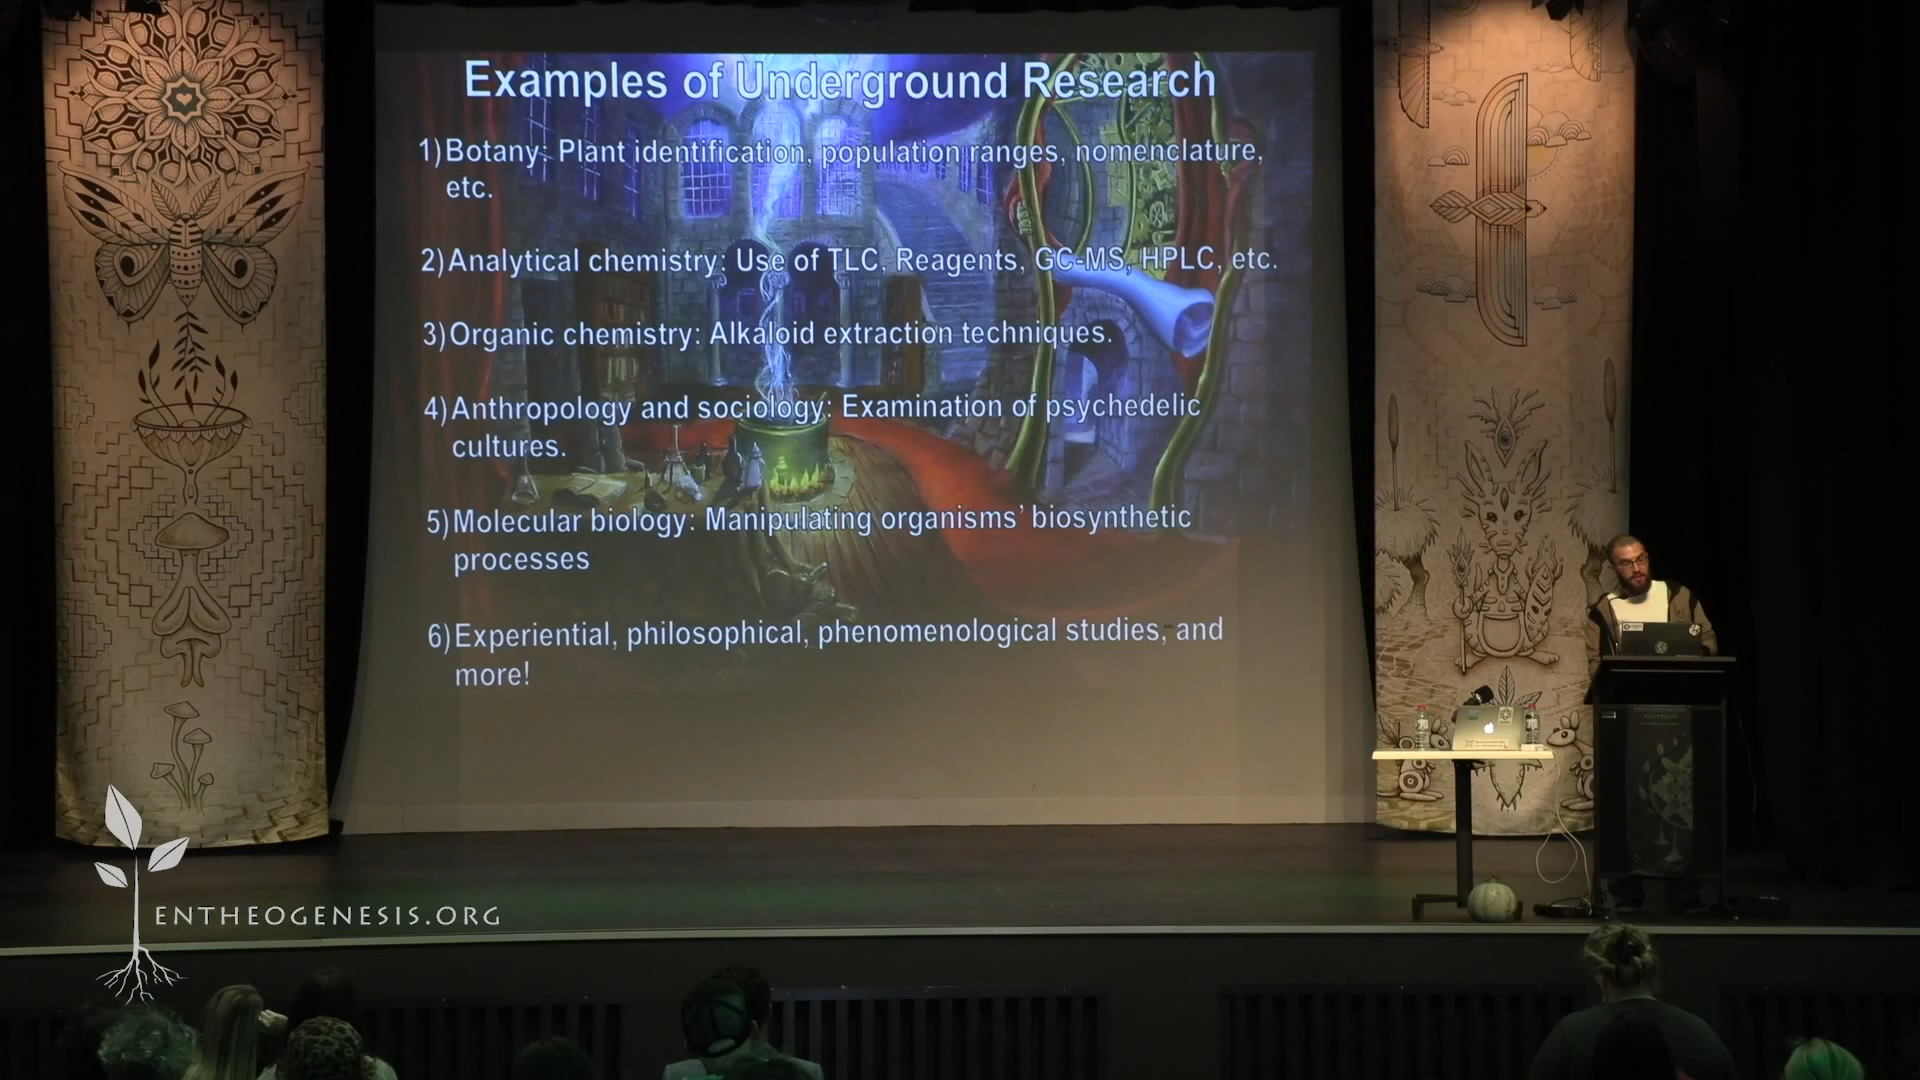 Examples of Underground Research
1) Botany: Plant identification, population ranges, nomenclature,
etc.
2) Analytical chemistry: Use of TLC, Reagents, GC-MS, HPLC, etc.
3) Organic chemistry: Alkaloid extraction techniques.
4) Anthropology and sociology: Examination of psychedelic
cultures.
5) Molecular biology: Manipulating organisms’ biosynthetic
processes
6) Experiential, philosophical, phenomenological studies, and
more!
ENTHEOGENESIS.ORG